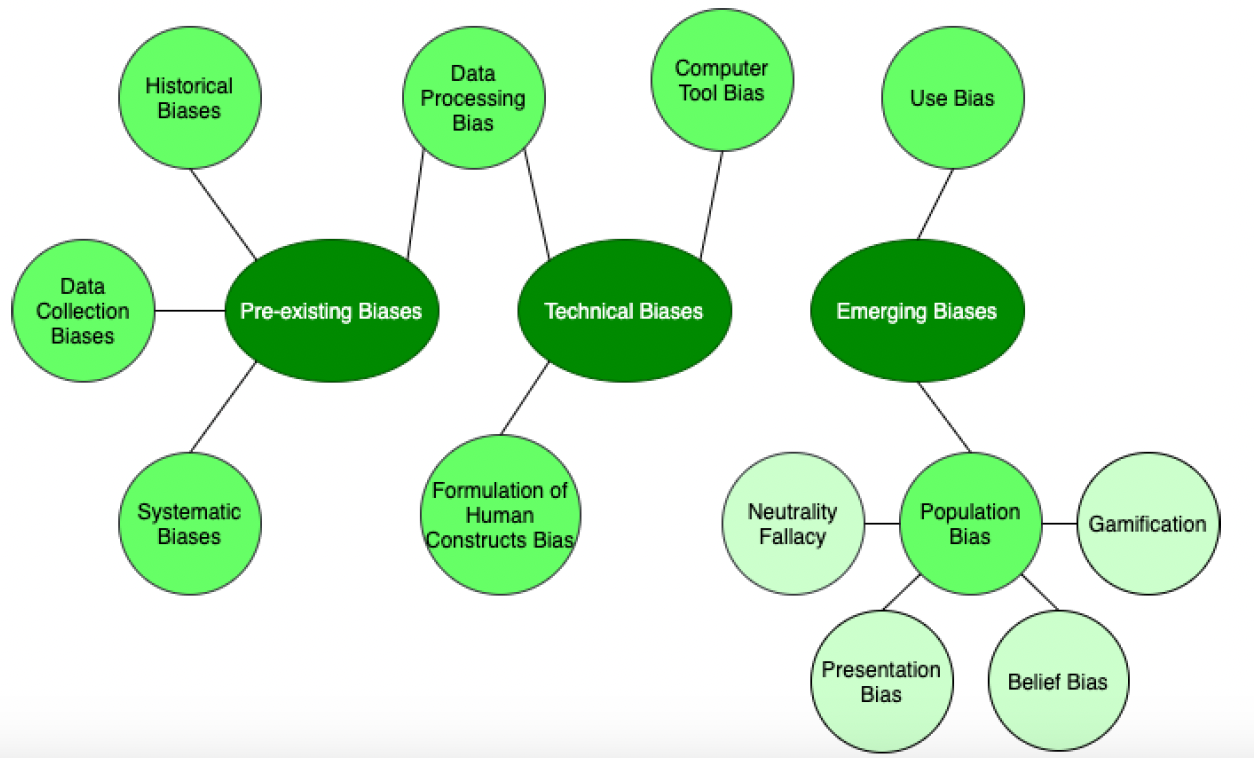 Historical
Biases
Data
Processing
Bias
Computer
Tool Bias
Use Bias
Data
Collection
Biases
Pre-existing Biases
Technical Biases
Emerging Biases
Systematic
Biases
Formulation of
Human
Constructs Bias
Neutrality
Fallacy
Population
Bias
Gamification
Presentation
Bias
Belief Bias